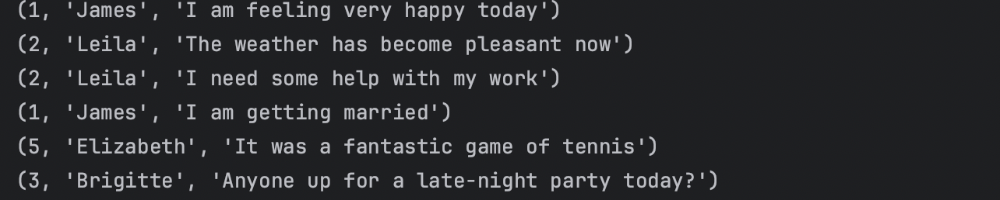 (1, 'James', 'I am feeling very happy today')
(2, 'Leila', 'The weather has become pleasant now')
(2, 'Leila', 'I need some help with my work')
(1, 'James', 'I am getting married')
(5, 'Elizabeth', 'It was a fantastic game of tennis')
(3, 'Brigitte', 'Anyone up for a late-night party today?')